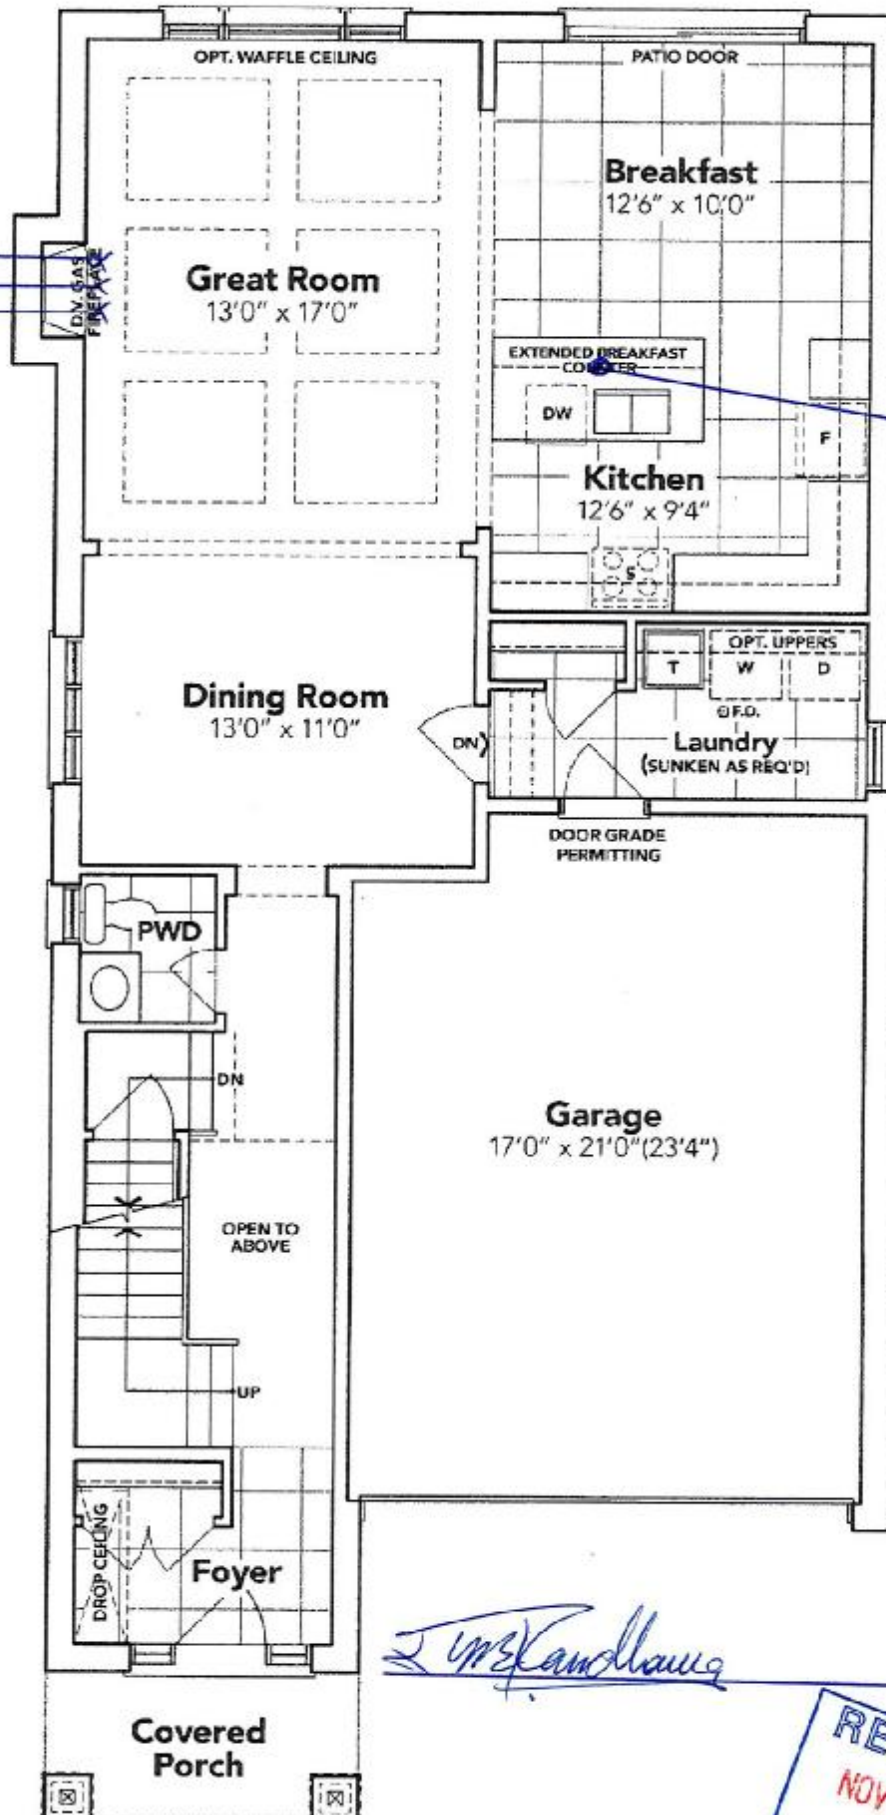 OPT. WAFFLE CEILING
PATIO DOOR
Breakfast
12'6" x 10'0"
Great Room
13'0" x 17'0"
D.V. GAS
FIREPLACE
EXTENDED BREAKFAST
COUNTER
DW
F
Kitchen
12'6" x 9'4"
S
OPT. UPPERS
T
W
D
F.D.
Dining Room
13'0" x 11'0"
DN
Laundry
(SUNKEN AS REQ'D)
DOOR GRADE
PERMITTING
PWD
DN
Garage
17'0" x 21'0"(23'4")
OPEN TO
ABOVE
UP
DROP CEILING
Foyer
Covered
Porch
RE
NOV